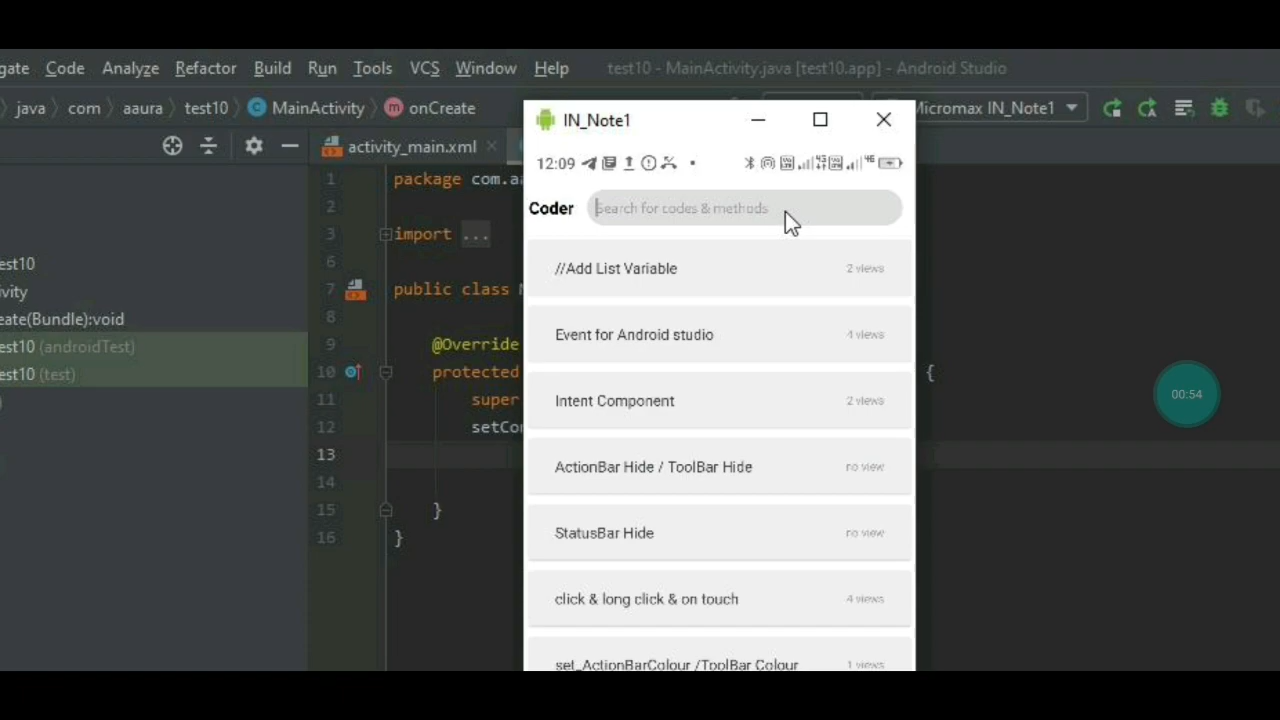 gate Code Analyze Refactor Build Run Tools VCS Window Help test10 - MainActivity.java [test10.app] - Android Studio
java com aaura test10 MainActivity onCreate
Micromax IN_Note1
activity_main.xml
est10
ivity
eate(Bundle):void
est10 (androidTest)
est10 (test)
)
1 package com.aa
2
3 import ...
6
7 public class
8
9 @Override
10 protected {
11 super
12 setCon
13
14
15 }
16 }
IN_Note1
12:09
Coder Search for codes & methods
//Add List Variable 2 views
Event for Android studio 4 views
Intent Component 2 views
ActionBar Hide / ToolBar Hide no view
StatusBar Hide no view
click & long click & on touch 4 views
set_ActionBarColour /ToolBar Colour 1 views
00:54